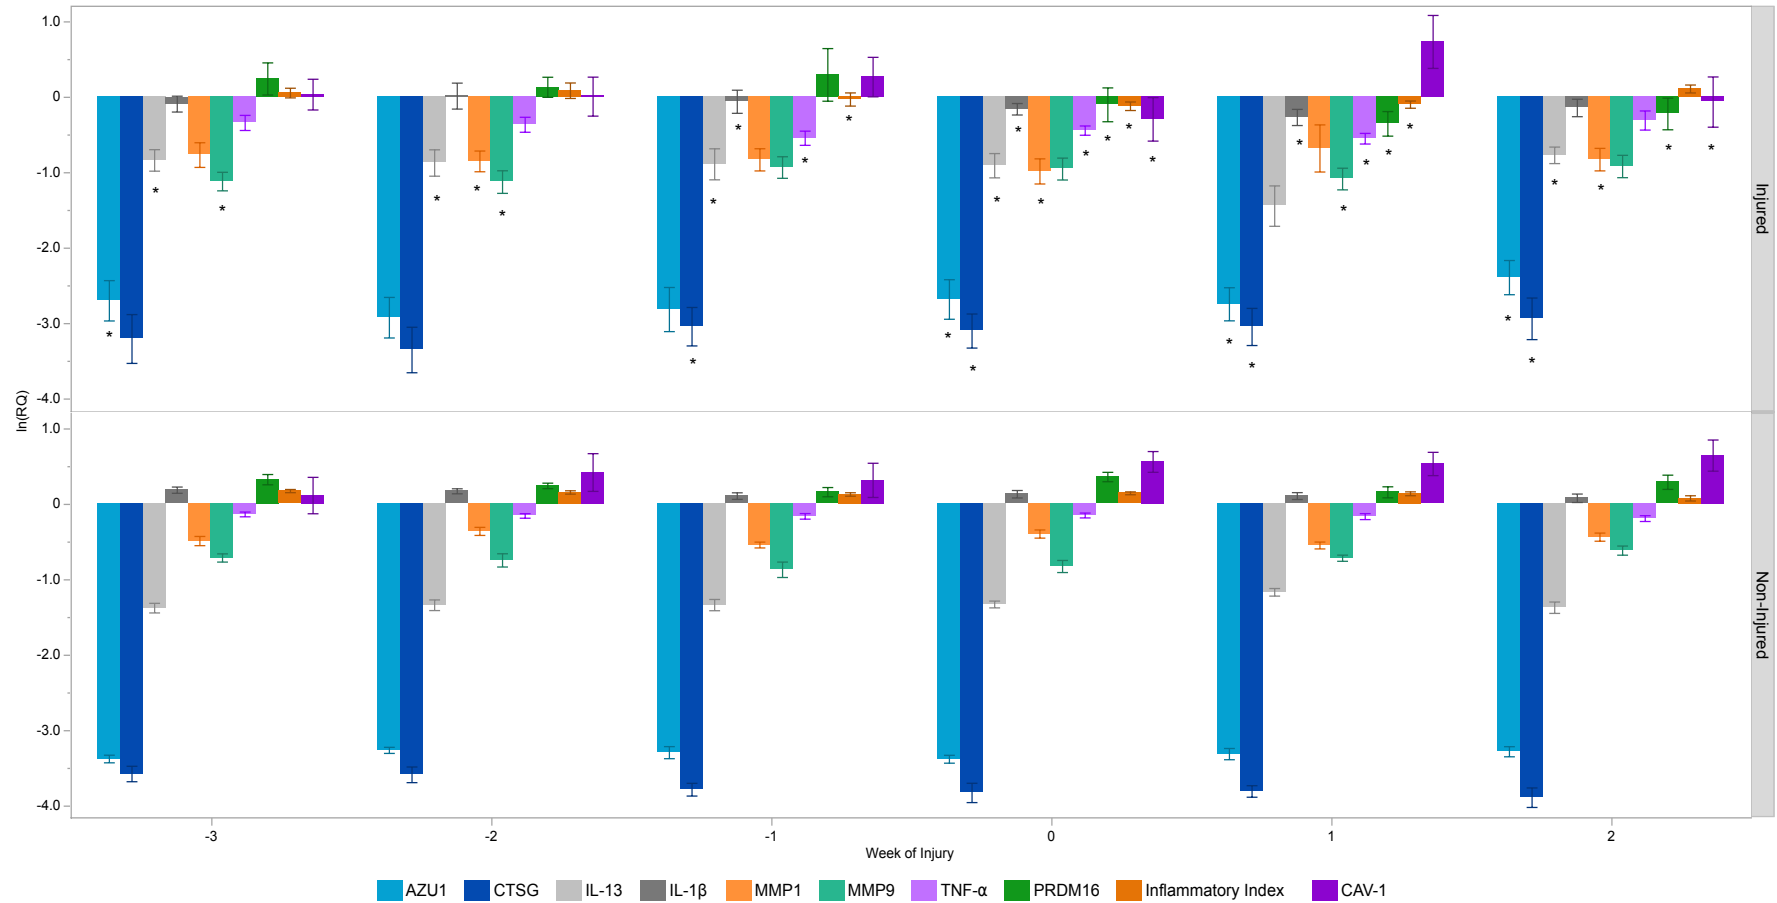 1.0
0
-1.0
-2.0
-3.0
-4.0
* * * * * * * * * * * * * * * * * * * * * * * * * * * * * * * * * *
Injured
ln(RQ)
1.0
0
-1.0
-2.0
-3.0
-4.0
Non-Injured
-3 -2 -1 0 1 2
Week of Injury
AZU1 CTSG IL-13 IL-1β MMP1 MMP9 TNF-α PRDM16 Inflammatory Index CAV-1